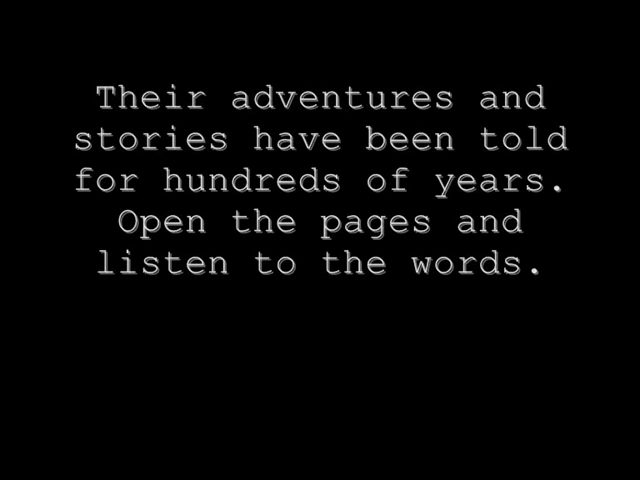 Their adventures and
stories have been told
for hundreds of years.
Open the pages and
listen to the words.